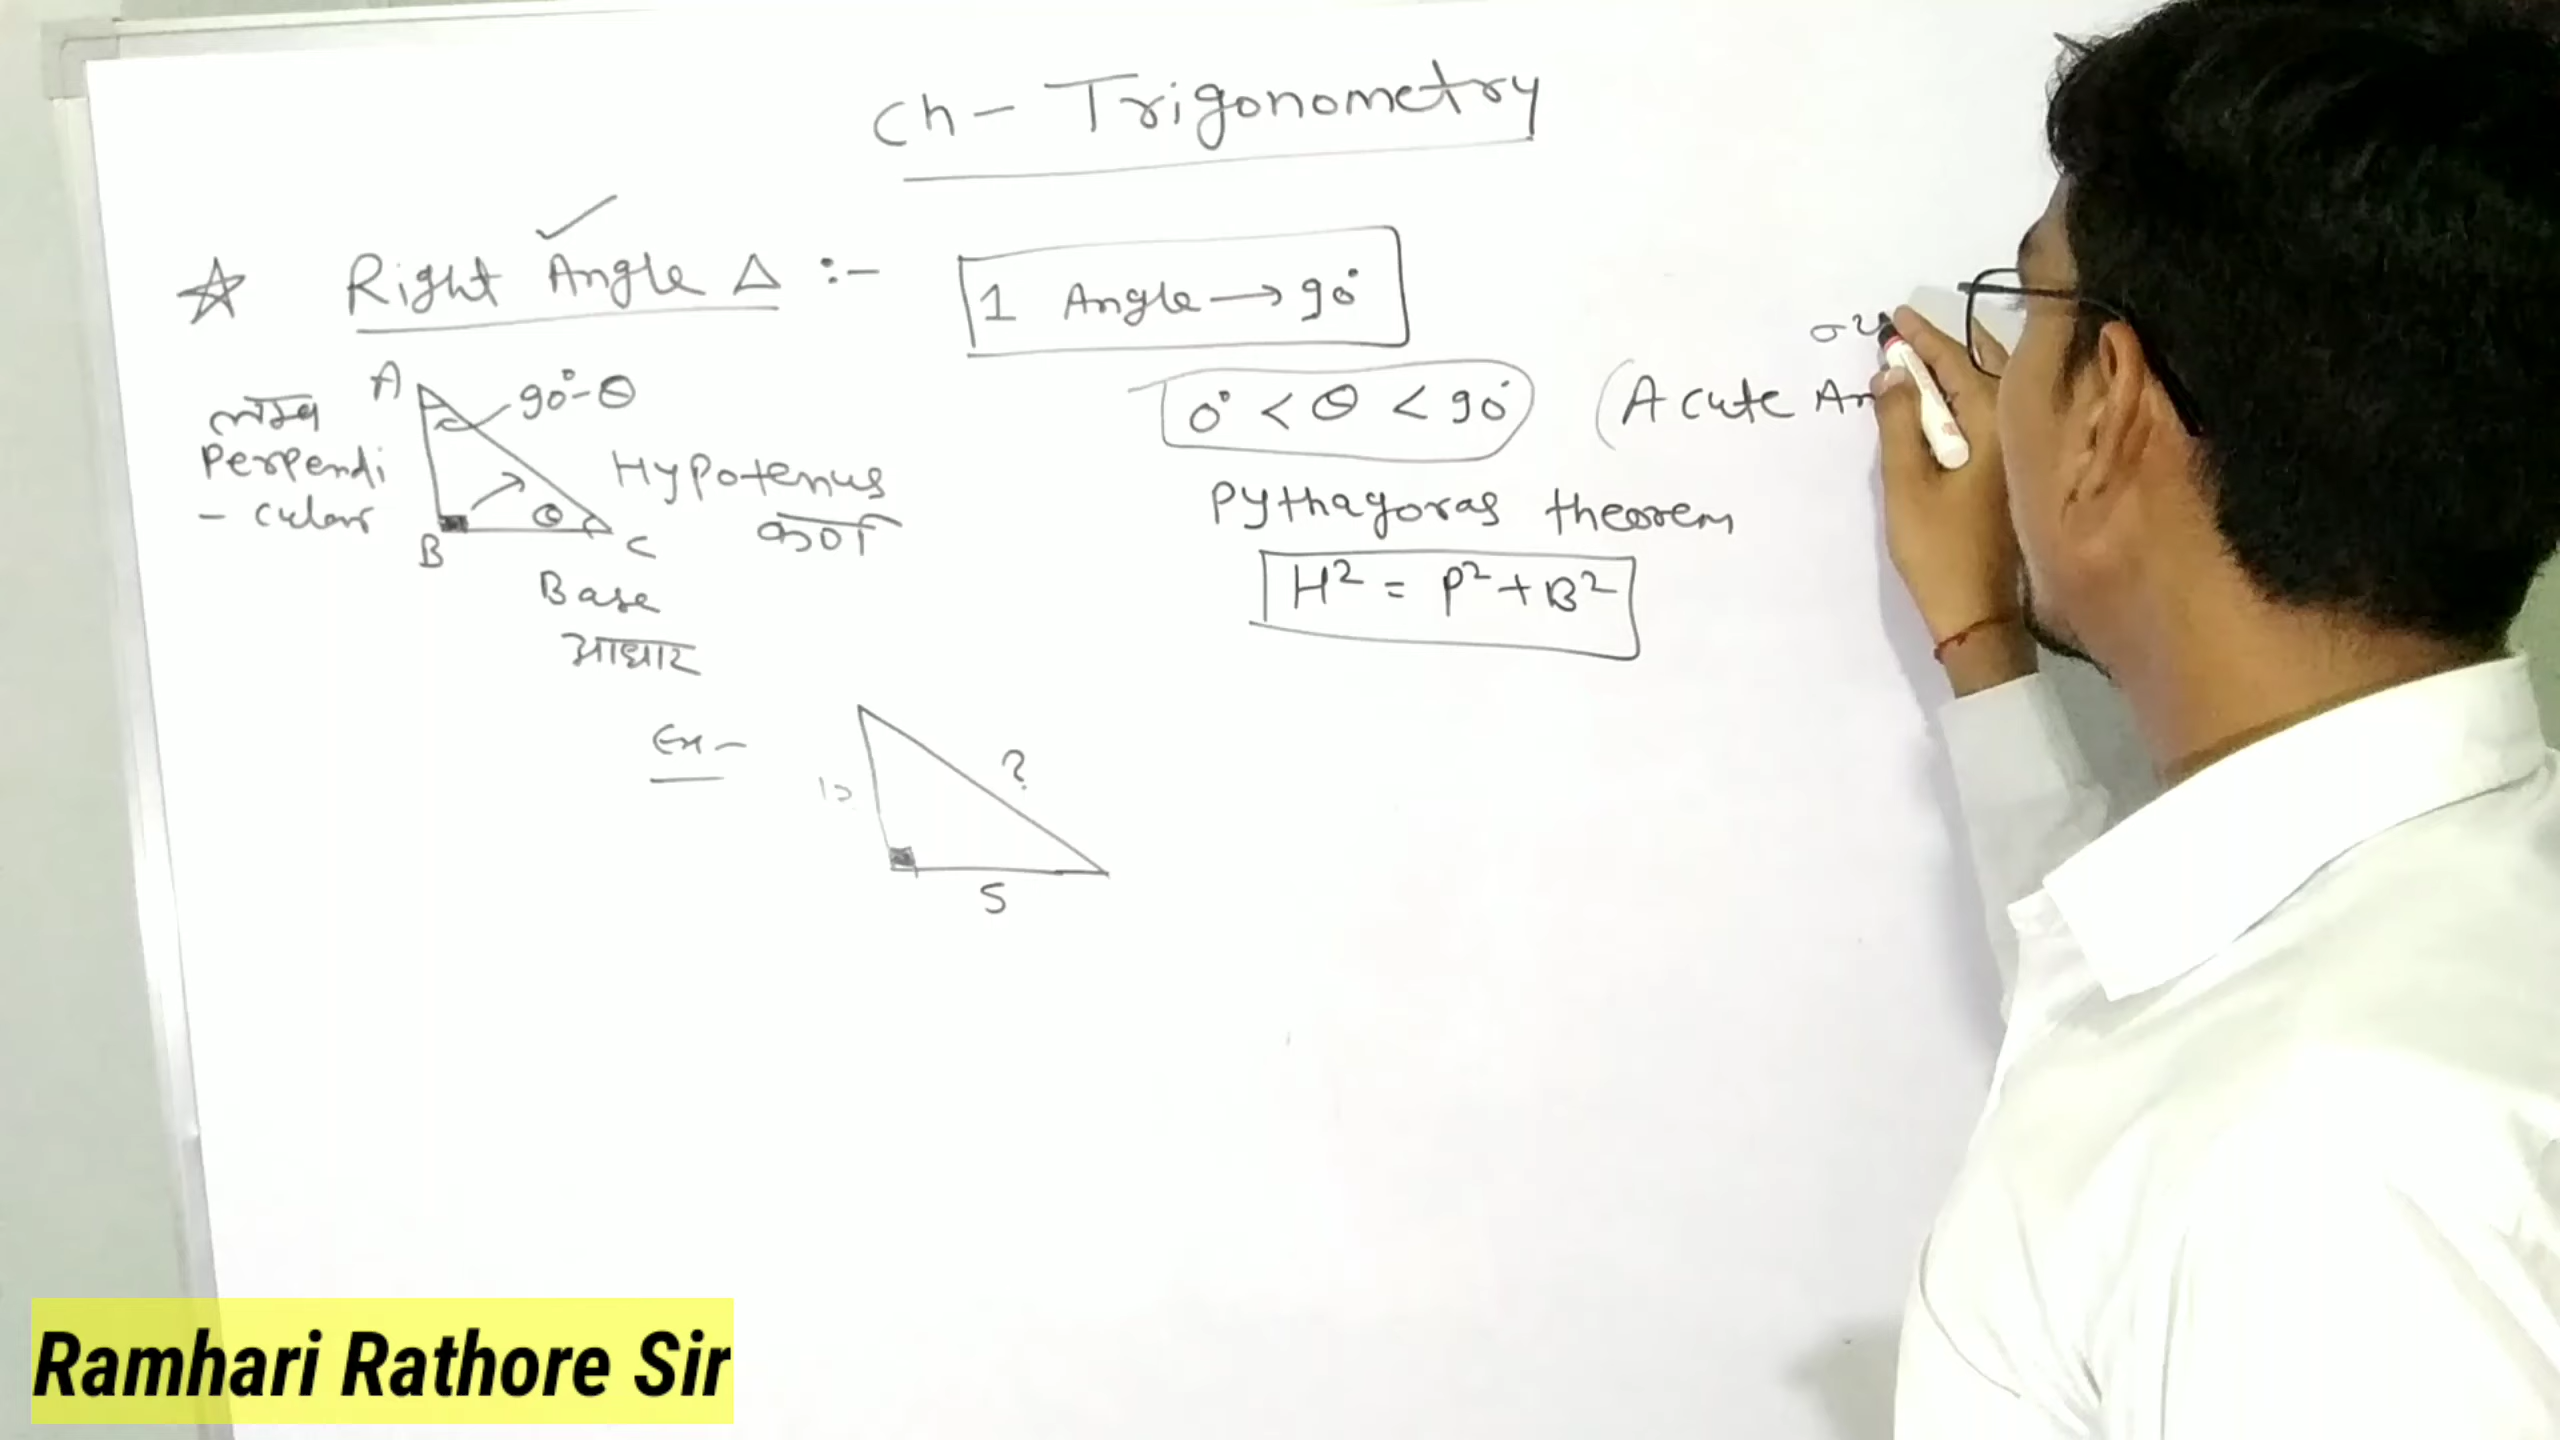 Ch - Trigonometry
Right Angle Δ :-
1 Angle → 90°
0° < θ < 90°
(Acute An
Pythagoras theorem
H² = P² + B²
A
90° - θ
लम्ब
Perpendi
- cular
Hypotenus
कर्ण
θ
B
C
Base
आधार
Ex -
?
5
Ramhari Rathore Sir